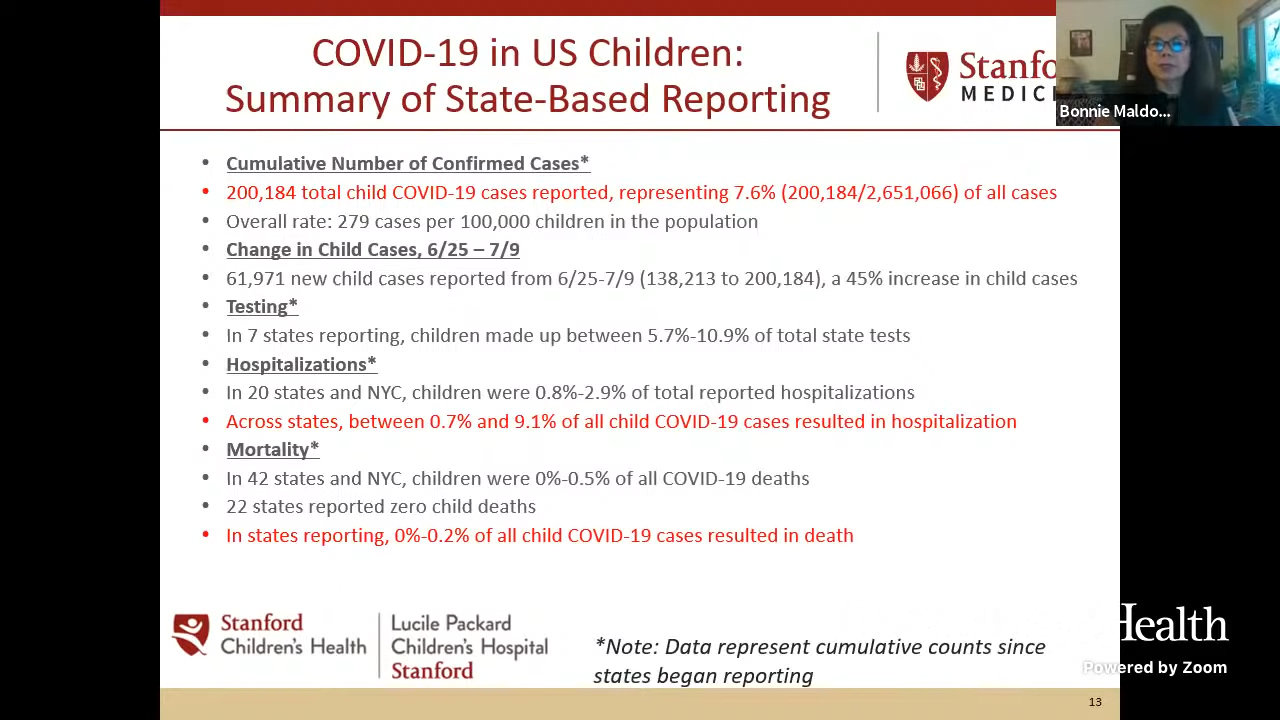 COVID-19 in US Children:
Summary of State-Based Reporting
Stanfo
MEDIC
Bonnie Maldo...
• Cumulative Number of Confirmed Cases*
• 200,184 total child COVID-19 cases reported, representing 7.6% (200,184/2,651,066) of all cases
• Overall rate: 279 cases per 100,000 children in the population
• Change in Child Cases, 6/25 – 7/9
• 61,971 new child cases reported from 6/25-7/9 (138,213 to 200,184), a 45% increase in child cases
• Testing*
• In 7 states reporting, children made up between 5.7%-10.9% of total state tests
• Hospitalizations*
• In 20 states and NYC, children were 0.8%-2.9% of total reported hospitalizations
• Across states, between 0.7% and 9.1% of all child COVID-19 cases resulted in hospitalization
• Mortality*
• In 42 states and NYC, children were 0%-0.5% of all COVID-19 deaths
• 22 states reported zero child deaths
• In states reporting, 0%-0.2% of all child COVID-19 cases resulted in death
Stanford
Children's Health
Lucile Packard
Children's Hospital
Stanford
*Note: Data represent cumulative counts since
states began reporting
Health
Powered by Zoom
13